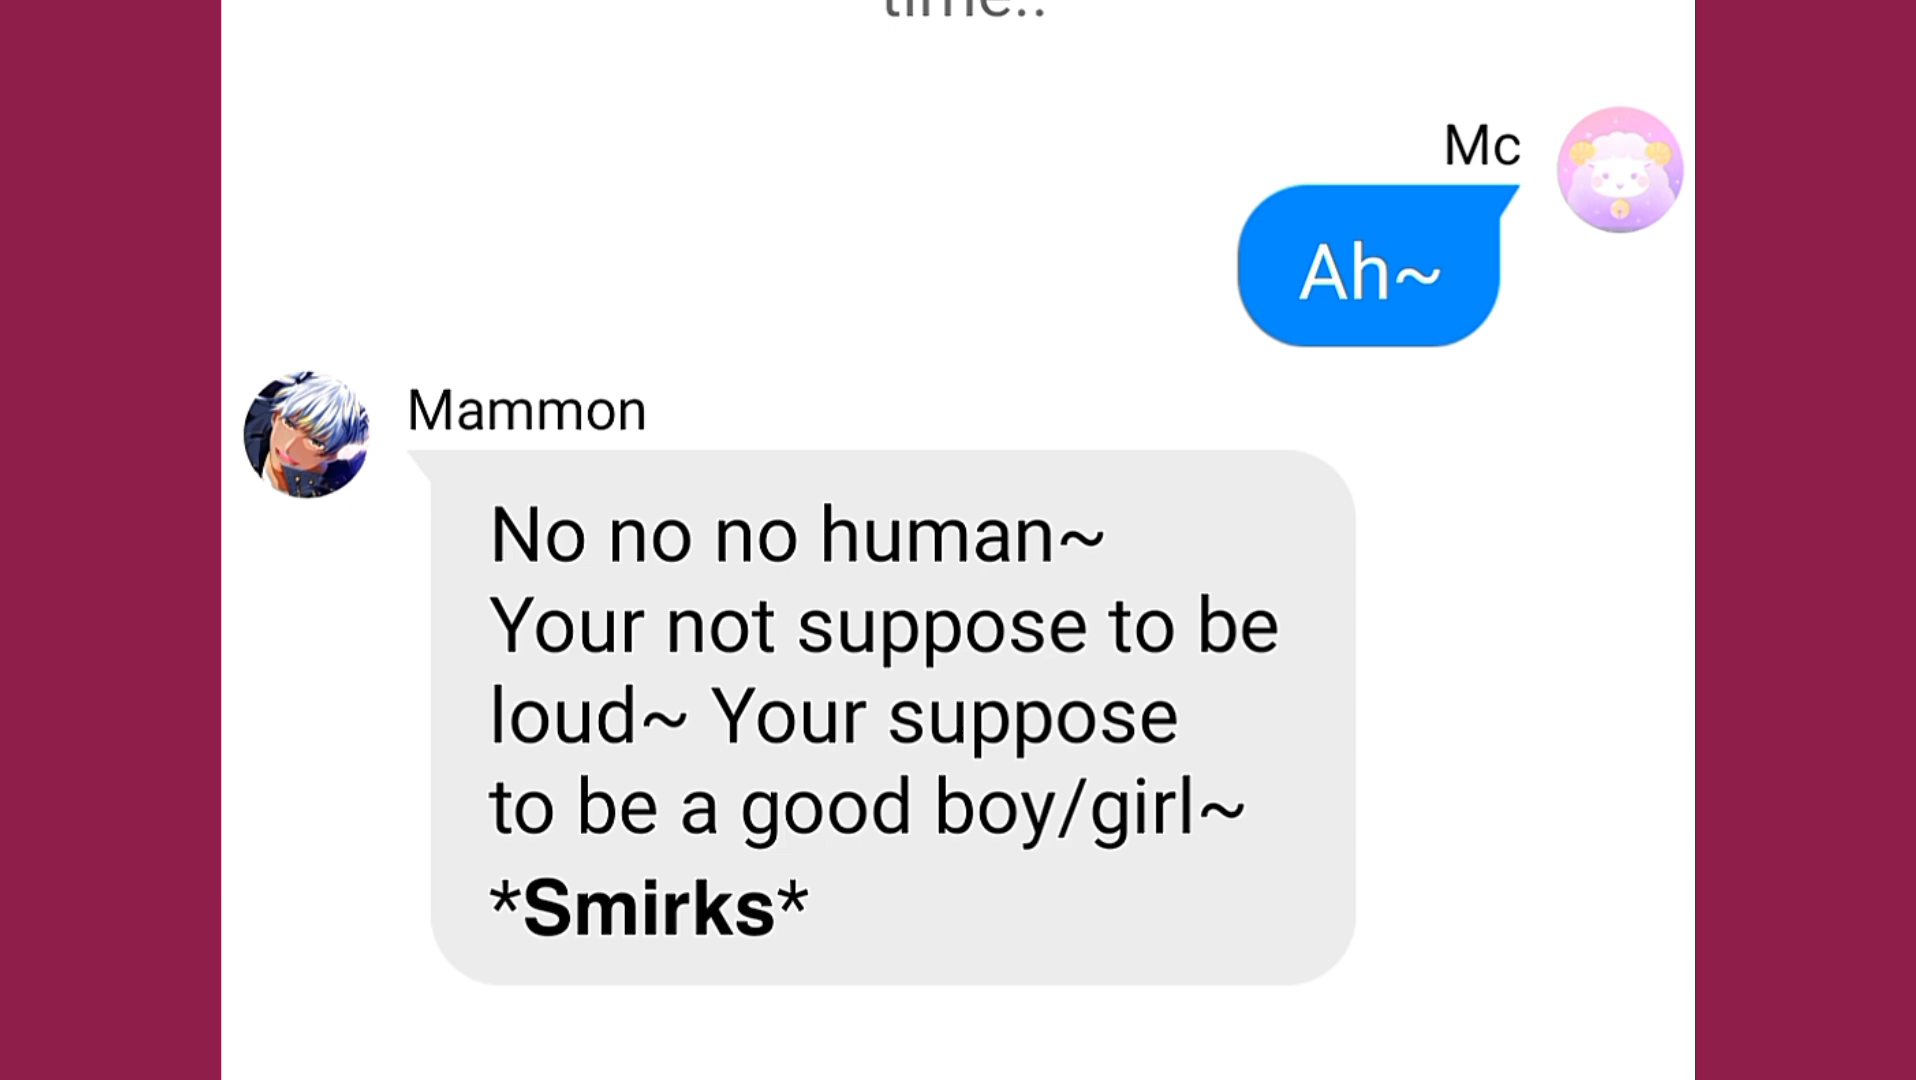 time..
Mc
Ah~
Mammon
No no no human~
Your not suppose to be
loud~ Your suppose
to be a good boy/girl~
*Smirks*